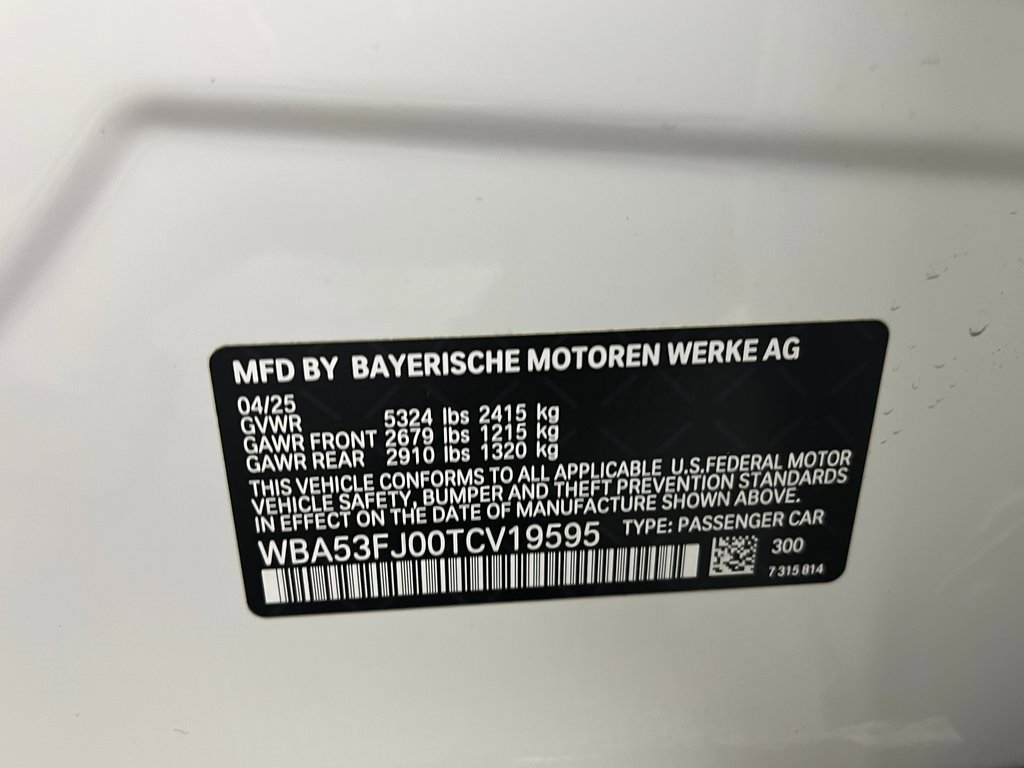 MFD BY BAYERISCHE MOTOREN WERKE AG
04/25
GVWR 5324 lbs 2415 kg
GAWR FRONT 2679 lbs 1215 kg
GAWR REAR 2910 lbs 1320 kg
THIS VEHICLE CONFORMS TO ALL APPLICABLE U.S.FEDERAL MOTOR
VEHICLE SAFETY, BUMPER AND THEFT PREVENTION STANDARDS
IN EFFECT ON THE DATE OF MANUFACTURE SHOWN ABOVE.
WBA53FJ00TCV19595 TYPE: PASSENGER CAR
300
7 315 814